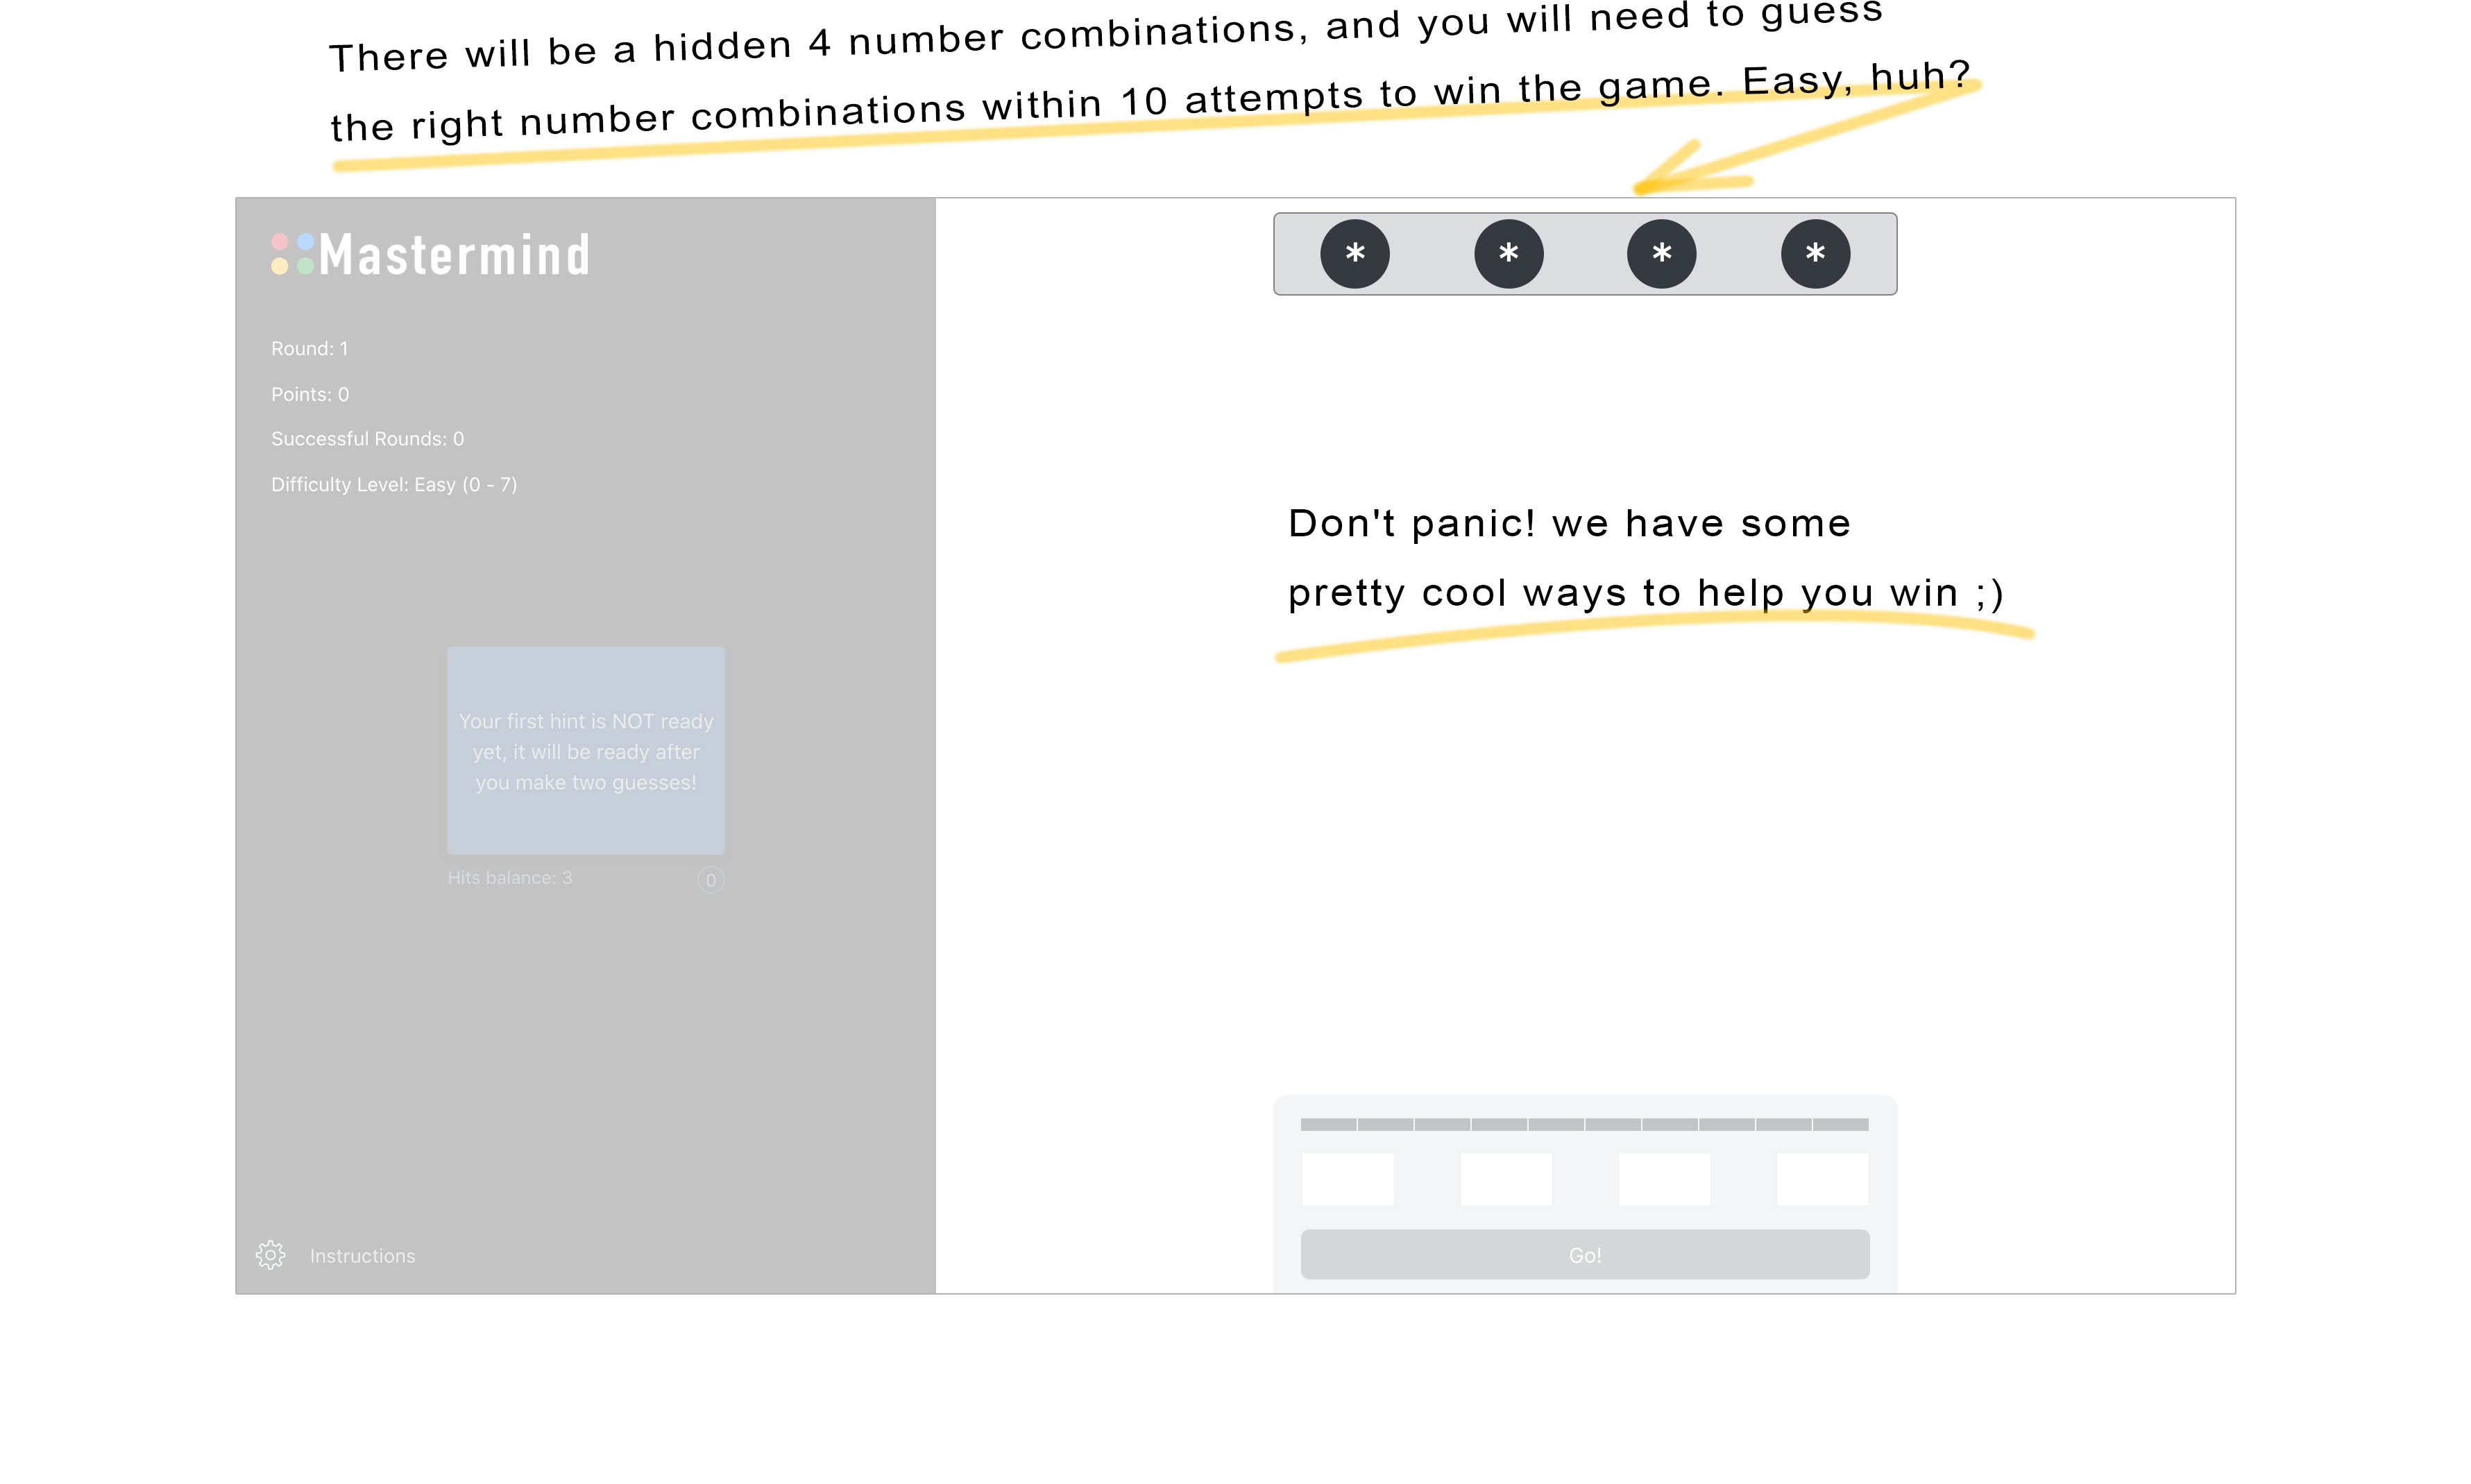 There will be a hidden 4 number combinations, and you will need to guess
the right number combinations within 10 attempts to win the game. Easy, huh?
Mastermind
* * * *
Round: 1
Points: 0
Successful Rounds: 0
Difficulty Level: Easy (0 - 7)
Don't panic! we have some
pretty cool ways to help you win ;)
Your first hint is NOT ready
yet, it will be ready after
you make two guesses!
Hits balance: 3
0
Go!
Instructions